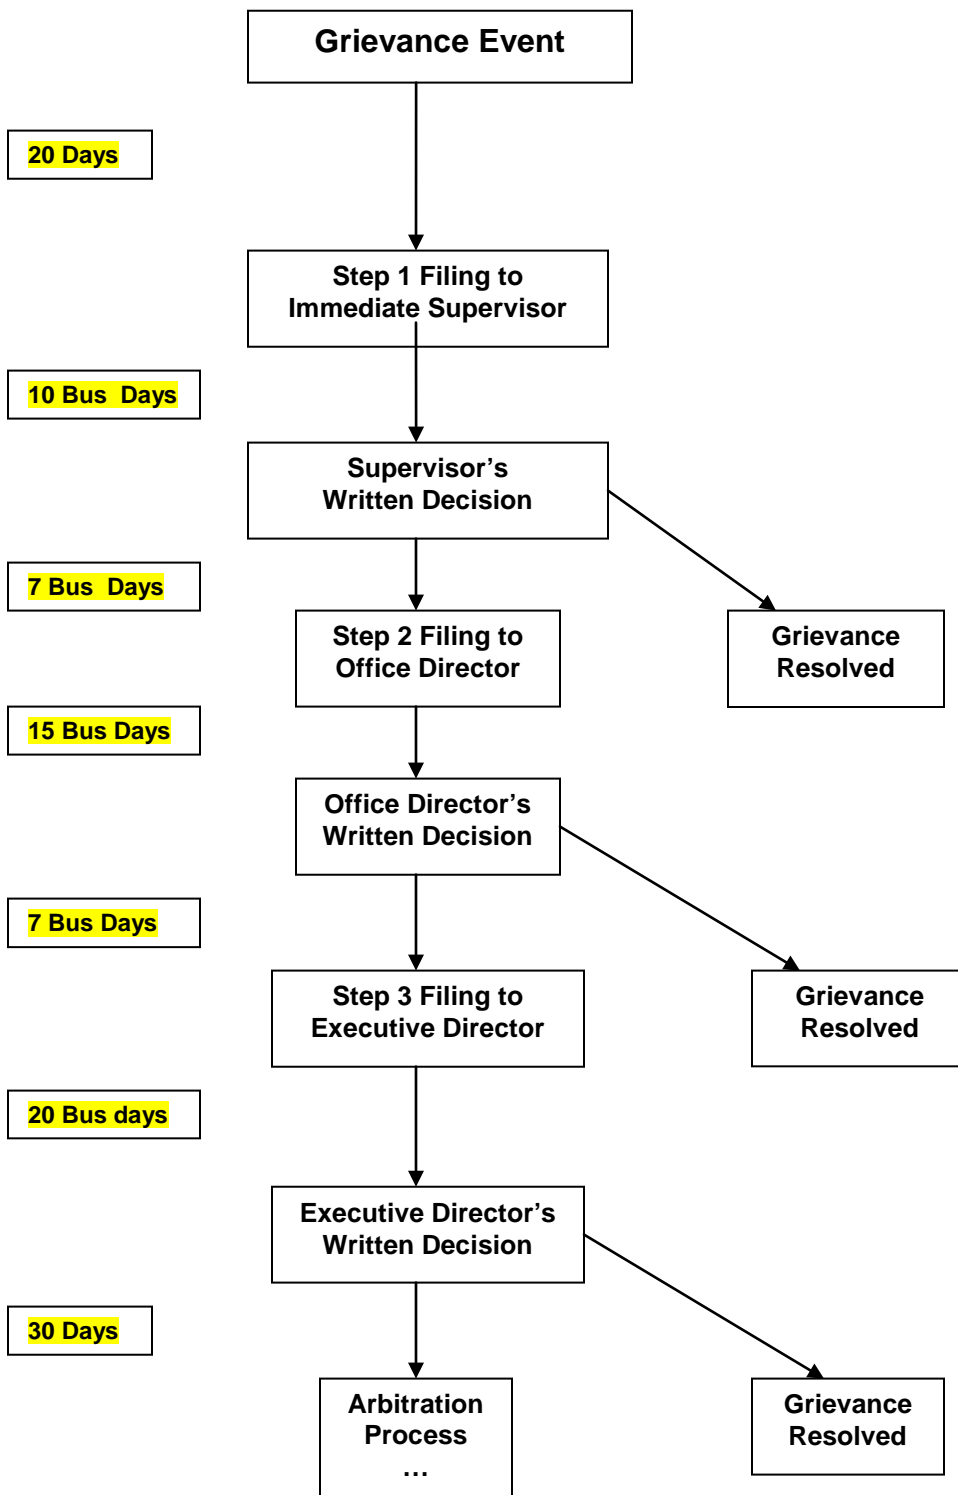 Grievance Event
20 Days
Step 1 Filing to
Immediate Supervisor
10 Bus  Days
Supervisor’s
Written Decision
7 Bus  Days
Step 2 Filing to
Office Director
Grievance
Resolved
15 Bus Days
Office Director’s
Written Decision
7 Bus Days
Step 3 Filing to
Executive Director
Grievance
Resolved
20 Bus days
Executive Director’s
Written Decision
30 Days
Arbitration
Process
…
Grievance
Resolved